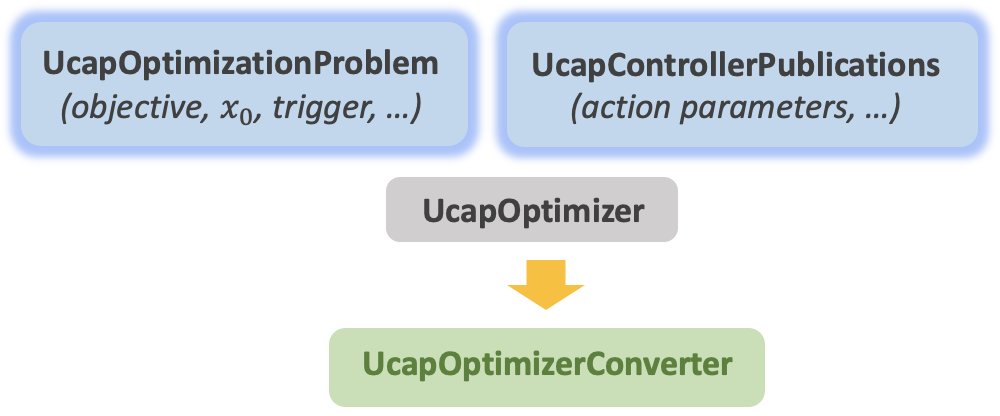 UcapOptimizationProblem
(objective, x₀, trigger, …)
UcapControllerPublications
(action parameters, …)
UcapOptimizer
UcapOptimizerConverter